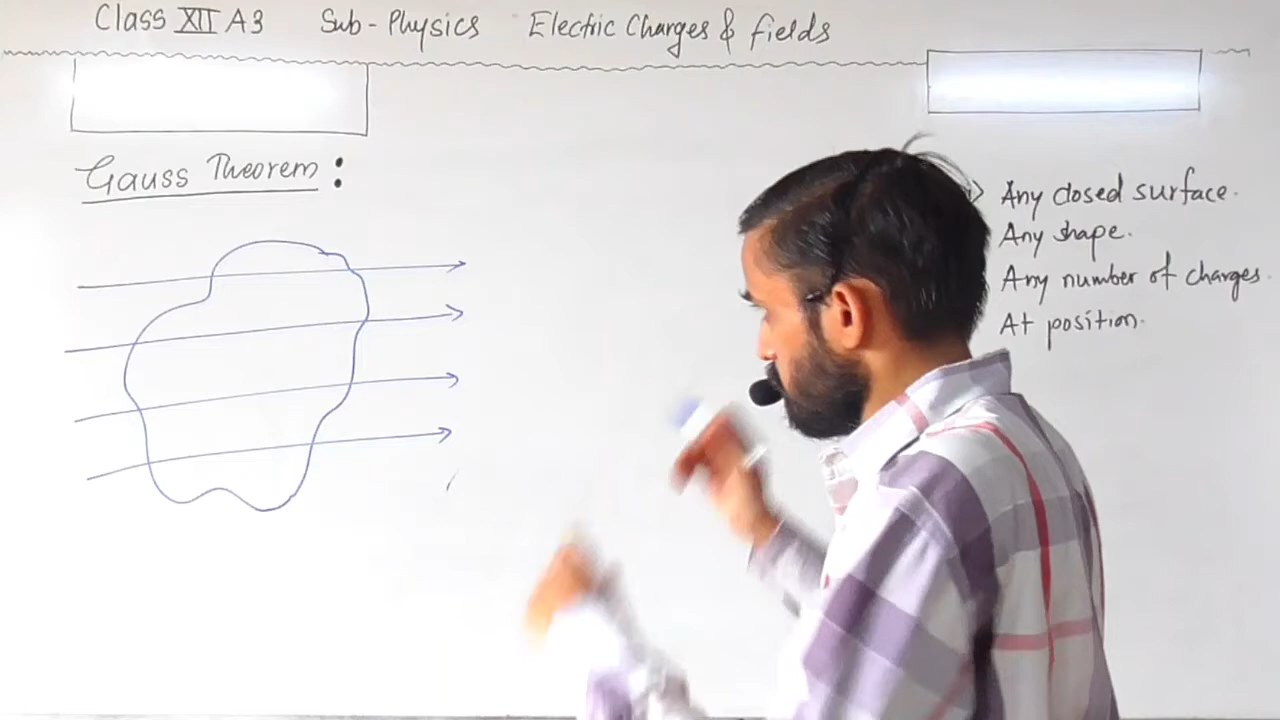 Class XII A3 Sub-Physics Electric Charges & fields
Gauss Theorem :
Any closed surface.
Any shape.
Any number of charges.
At position.